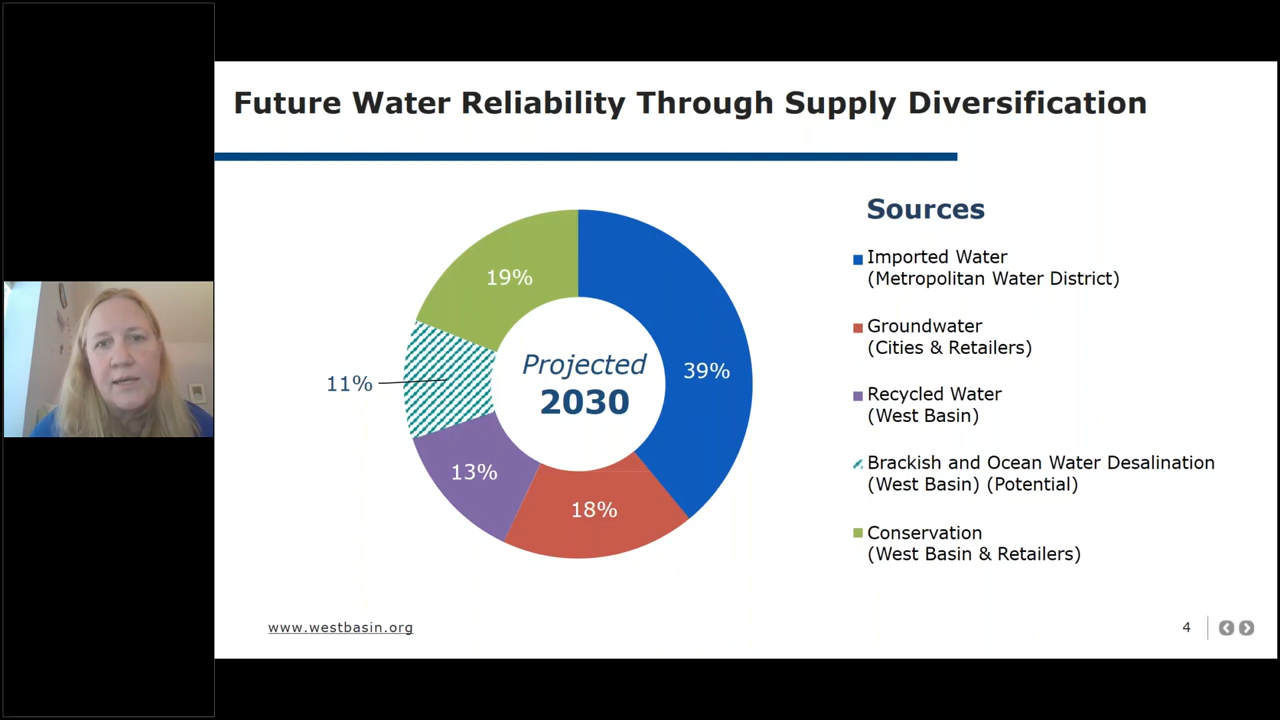 Future Water Reliability Through Supply Diversification
Sources
Imported Water
(Metropolitan Water District)
Groundwater
(Cities & Retailers)
Recycled Water
(West Basin)
Brackish and Ocean Water Desalination
(West Basin) (Potential)
Conservation
(West Basin & Retailers)
19%
39%
11%
Projected
2030
13%
18%
www.westbasin.org
4